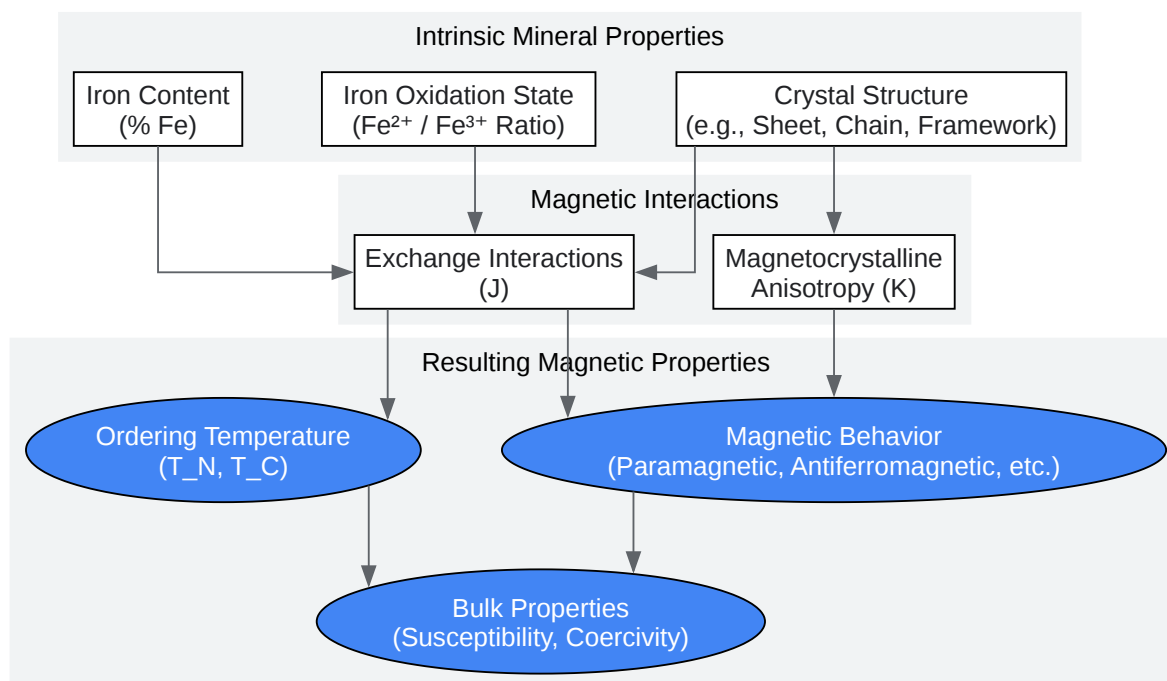 Intrinsic Mineral Properties
Iron Content
(% Fe)
Iron Oxidation State
(Fe²⁺ / Fe³⁺ Ratio)
Crystal Structure
(e.g., Sheet, Chain, Framework)
Magnetic Interactions
Exchange Interactions
(J)
Magnetocrystalline
Anisotropy (K)
Resulting Magnetic Properties
Ordering Temperature
(T_N, T_C)
Magnetic Behavior
(Paramagnetic, Antiferromagnetic, etc.)
Bulk Properties
(Susceptibility, Coercivity)